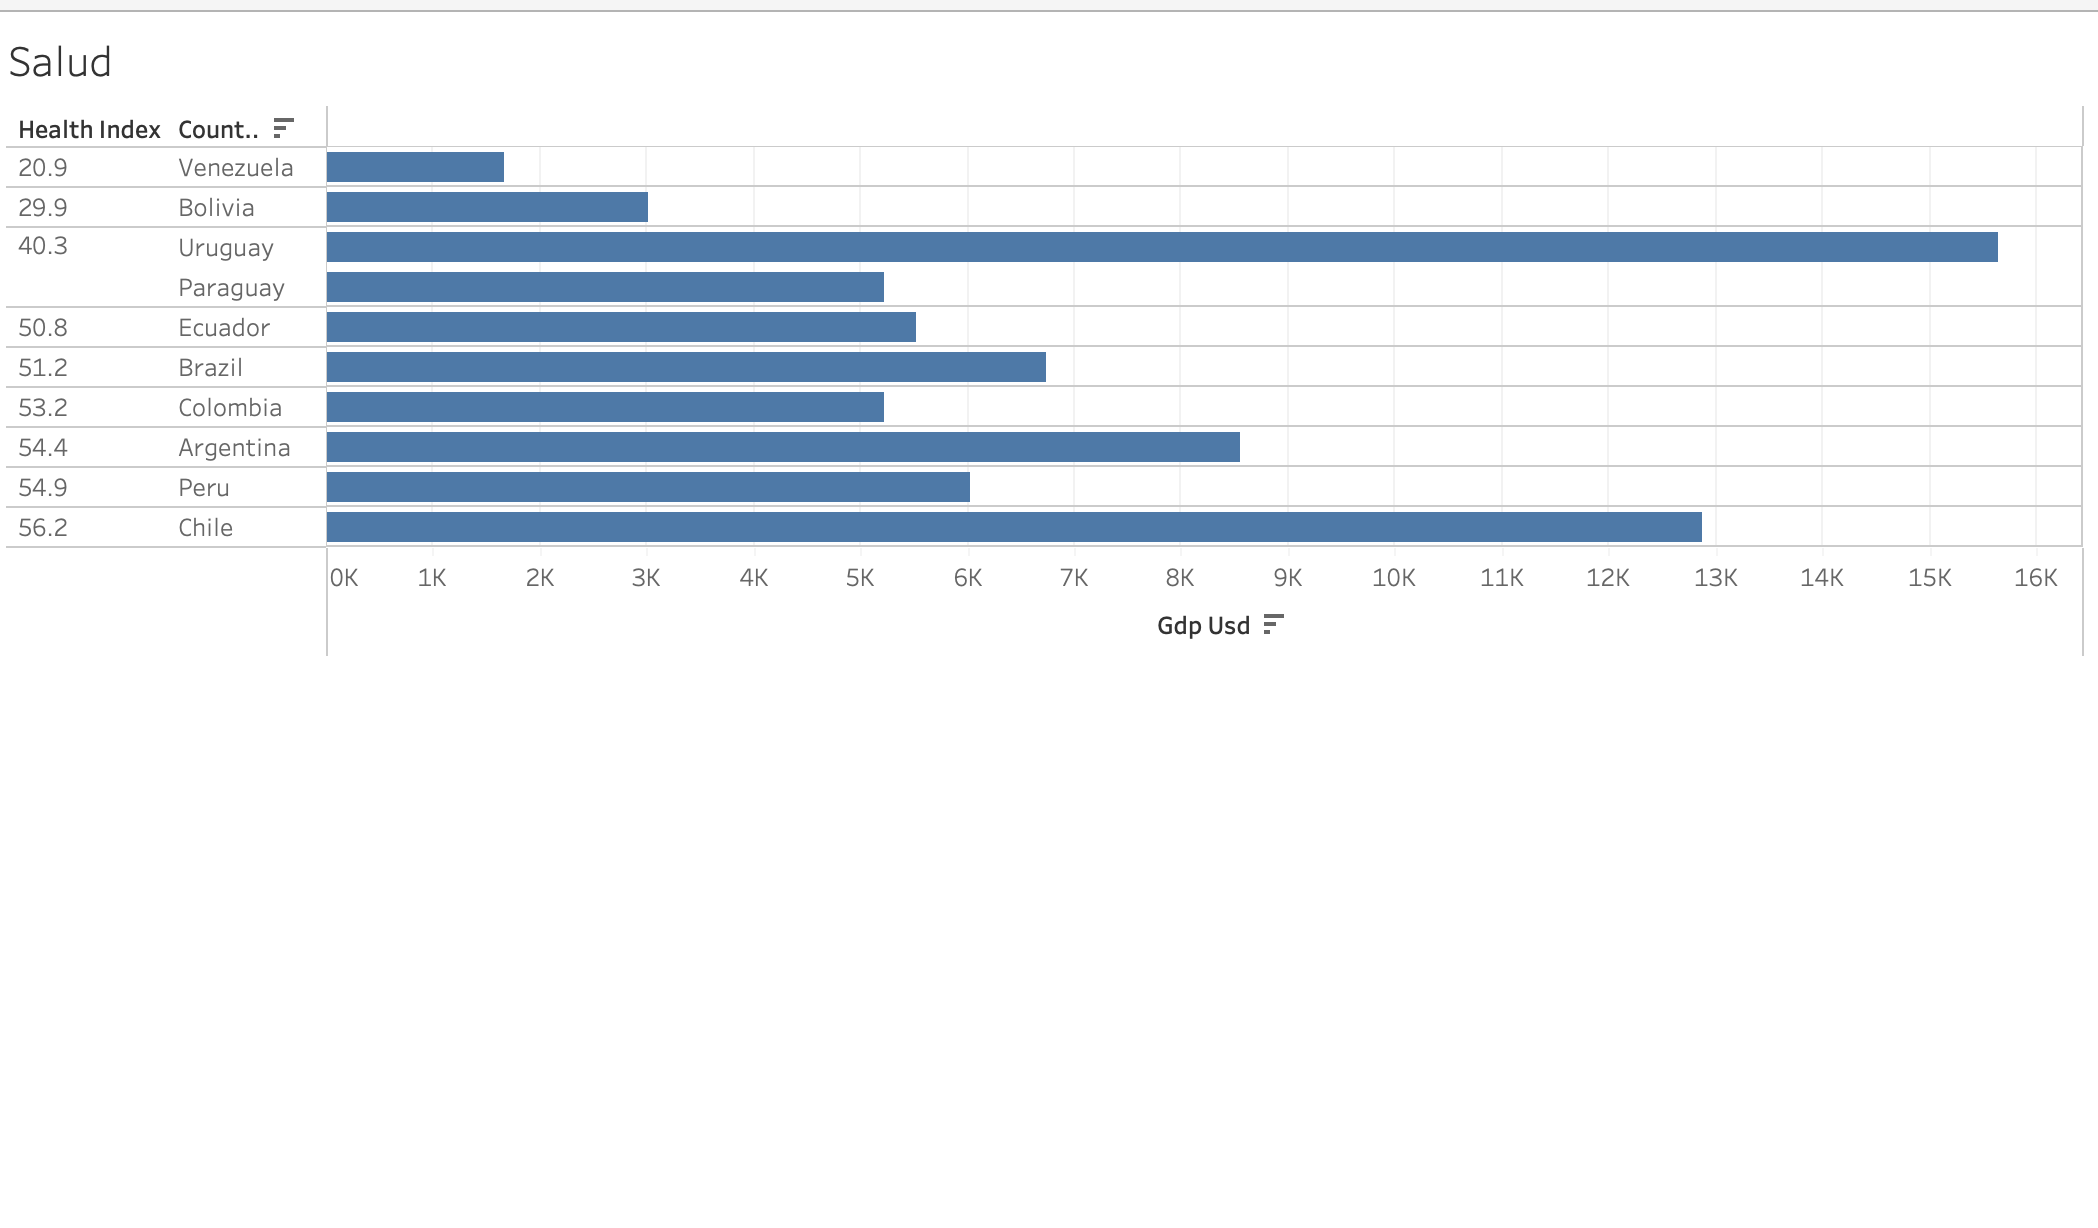 Salud
Health Index Count..
20.9 Venezuela
29.9 Bolivia
40.3 Uruguay
Paraguay
50.8 Ecuador
51.2 Brazil
53.2 Colombia
54.4 Argentina
54.9 Peru
56.2 Chile
0K 1K 2K 3K 4K 5K 6K 7K 8K 9K 10K 11K 12K 13K 14K 15K 16K
Gdp Usd